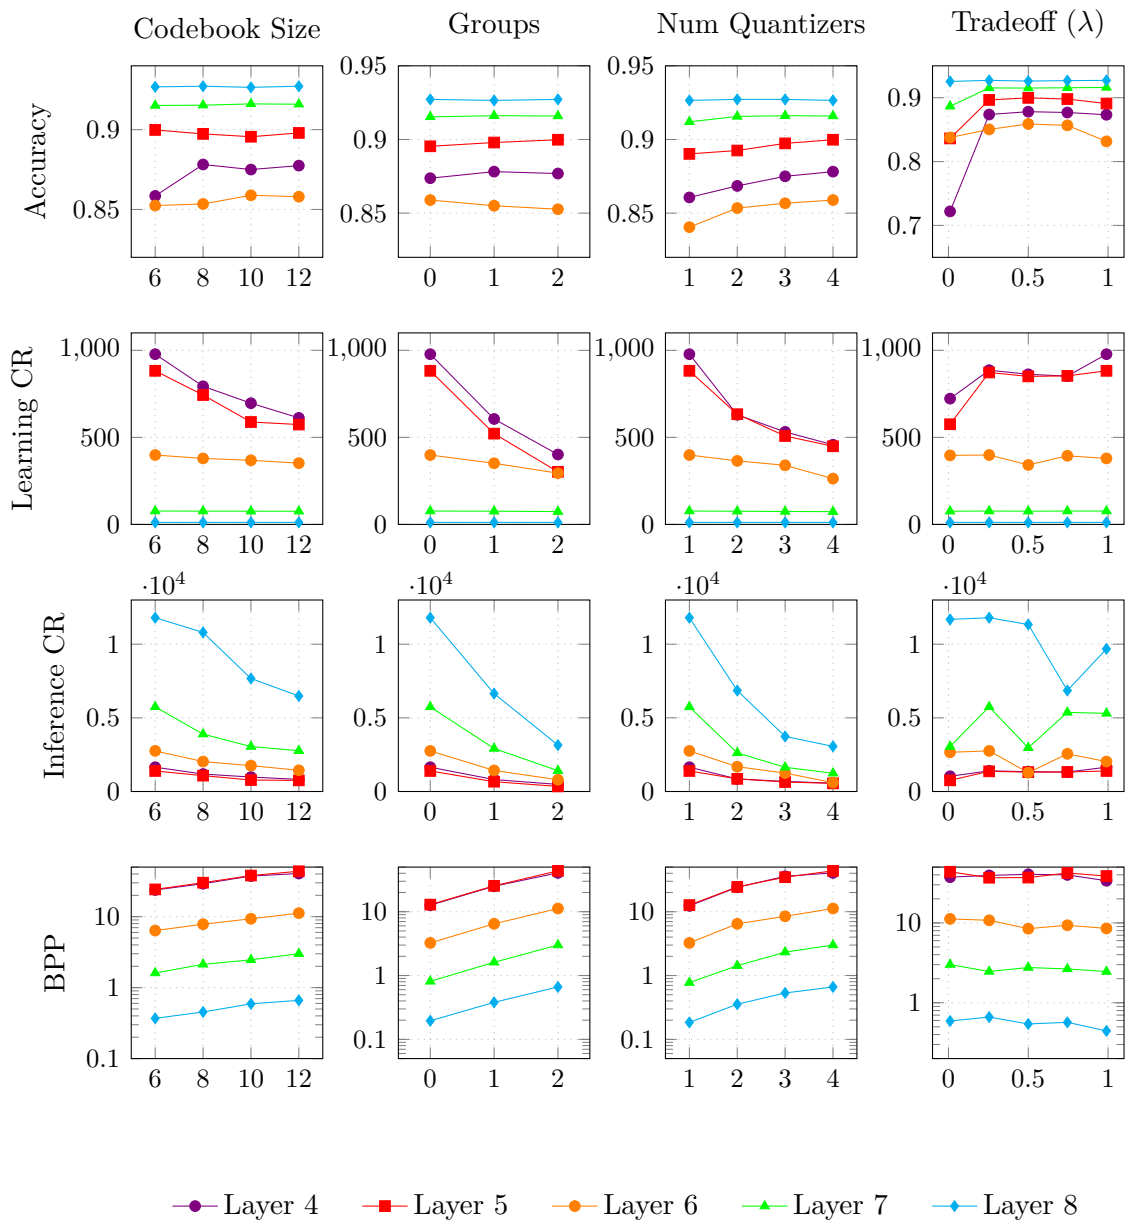 Codebook Size Groups Num Quantizers Tradeoff (λ)
Accuracy
0.9
0.85
6 8 10 12
0.95
0.9
0.85
0 1 2
0.95
0.9
0.85
1 2 3 4
0.9
0.8
0.7
0 0.5 1
Learning CR
1,000
500
0
6 8 10 12
1,000
500
0
0 1 2
1,000
500
0
1 2 3 4
1,000
500
0
0 0.5 1
Inference CR
·10⁴
1
0.5
0
6 8 10 12
·10⁴
1
0.5
0
0 1 2
·10⁴
1
0.5
0
1 2 3 4
·10⁴
1
0.5
0
0 0.5 1
BPP
10
1
0.1
6 8 10 12
10
1
0.1
0 1 2
10
1
0.1
1 2 3 4
10
1
0 0.5 1
Layer 4 Layer 5 Layer 6 Layer 7 Layer 8